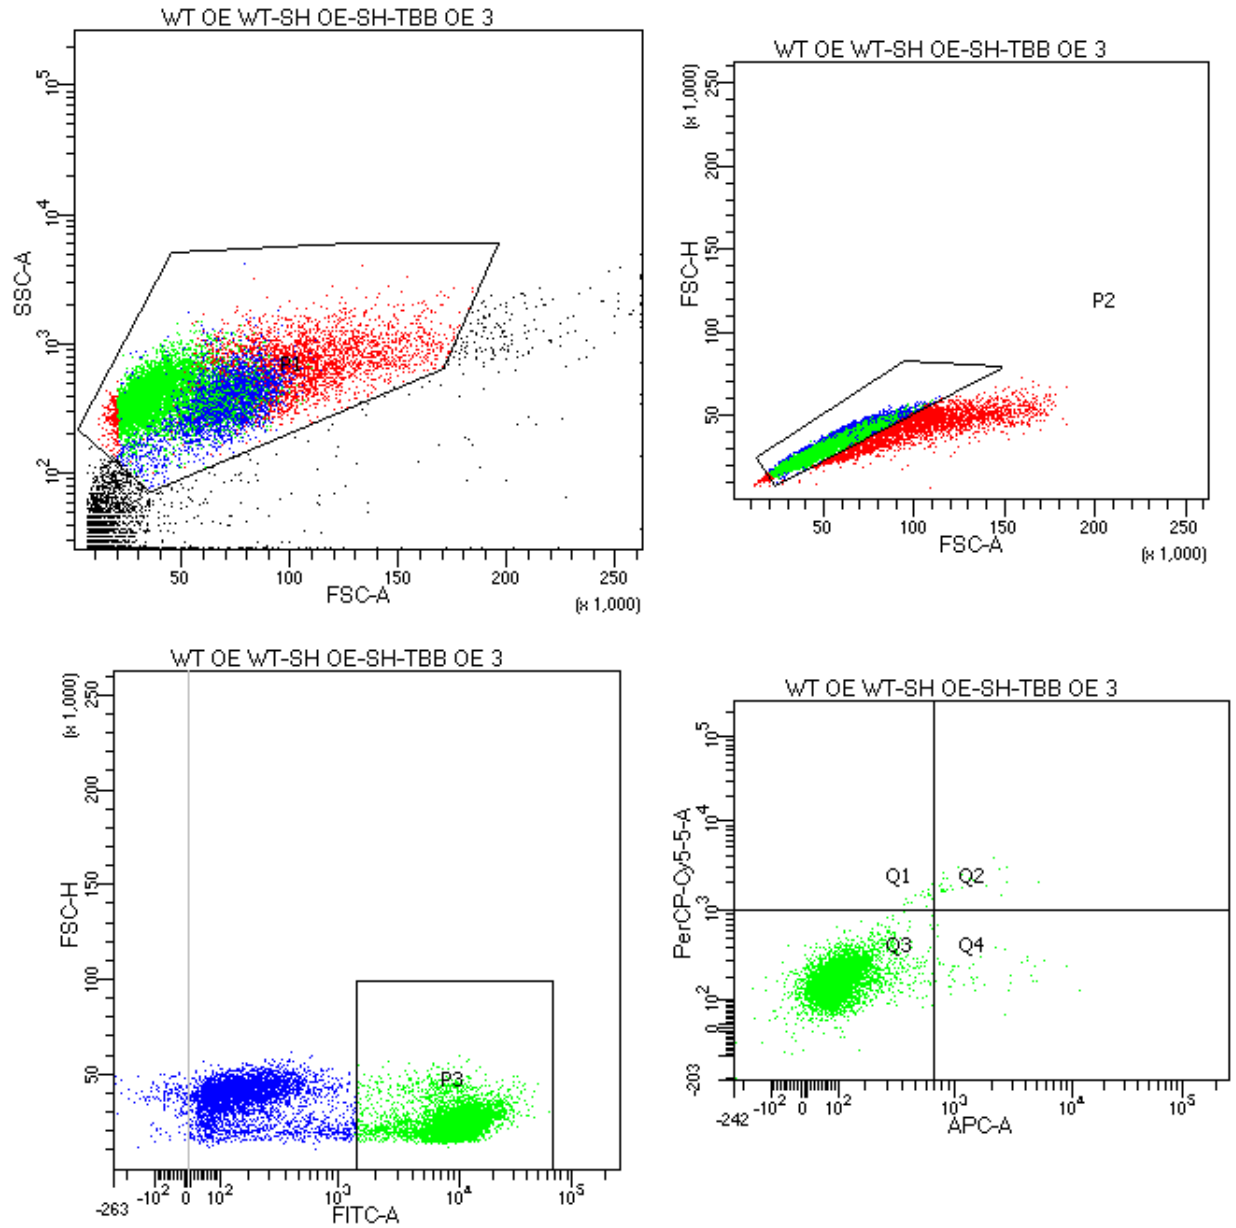 WT OE WT-SH OE-SH-TBB OE 3
SSC-A
10^5
10^4
10^3
10^2
P1
50 100 150 200 250
FSC-A
(x 1,000)
WT OE WT-SH OE-SH-TBB OE 3
(x 1,000)
FSC-H
250
200
150
100
50
P2
50 100 150 200 250
FSC-A
(x 1,000)
WT OE WT-SH OE-SH-TBB OE 3
(x 1,000)
FSC-H
250
200
150
100
50
P3
-263 -10^2 0 10^2 10^3 10^4 10^5
FITC-A
WT OE WT-SH OE-SH-TBB OE 3
PerCP-Cy5-5-A
10^5
10^4
10^3
10^2
0
-203
Q1 Q2
Q3 Q4
-242 -10^2 0 10^2 10^3 10^4 10^5
APC-A